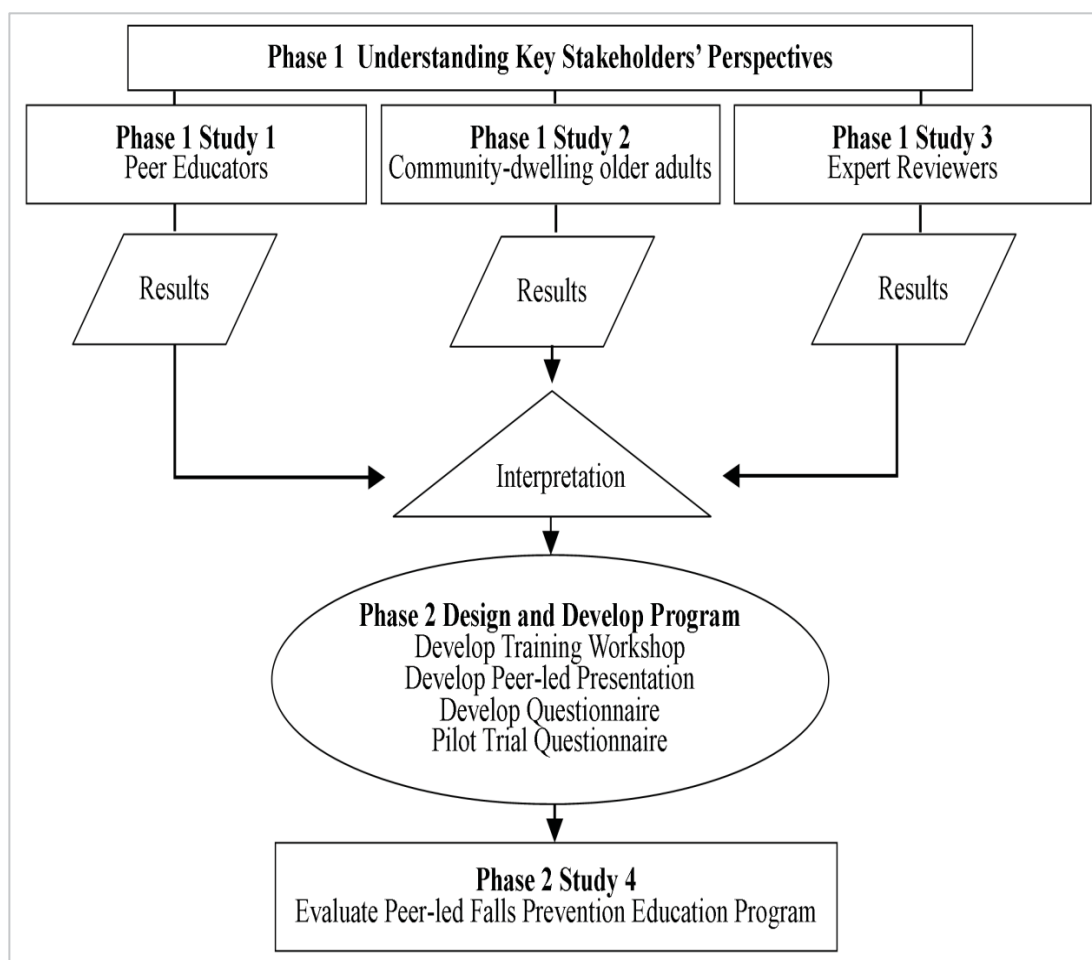 Phase 1  Understanding Key Stakeholders’ Perspectives
Phase 1 Study 1
Peer Educators
Phase 1 Study 2
Community-dwelling older adults
Phase 1 Study 3
Expert Reviewers
Results
Results
Results
Interpretation
Phase 2 Design and Develop Program
Develop Training Workshop
Develop Peer-led Presentation
Develop Questionnaire
Pilot Trial Questionnaire
Phase 2 Study 4
Evaluate Peer-led Falls Prevention Education Program